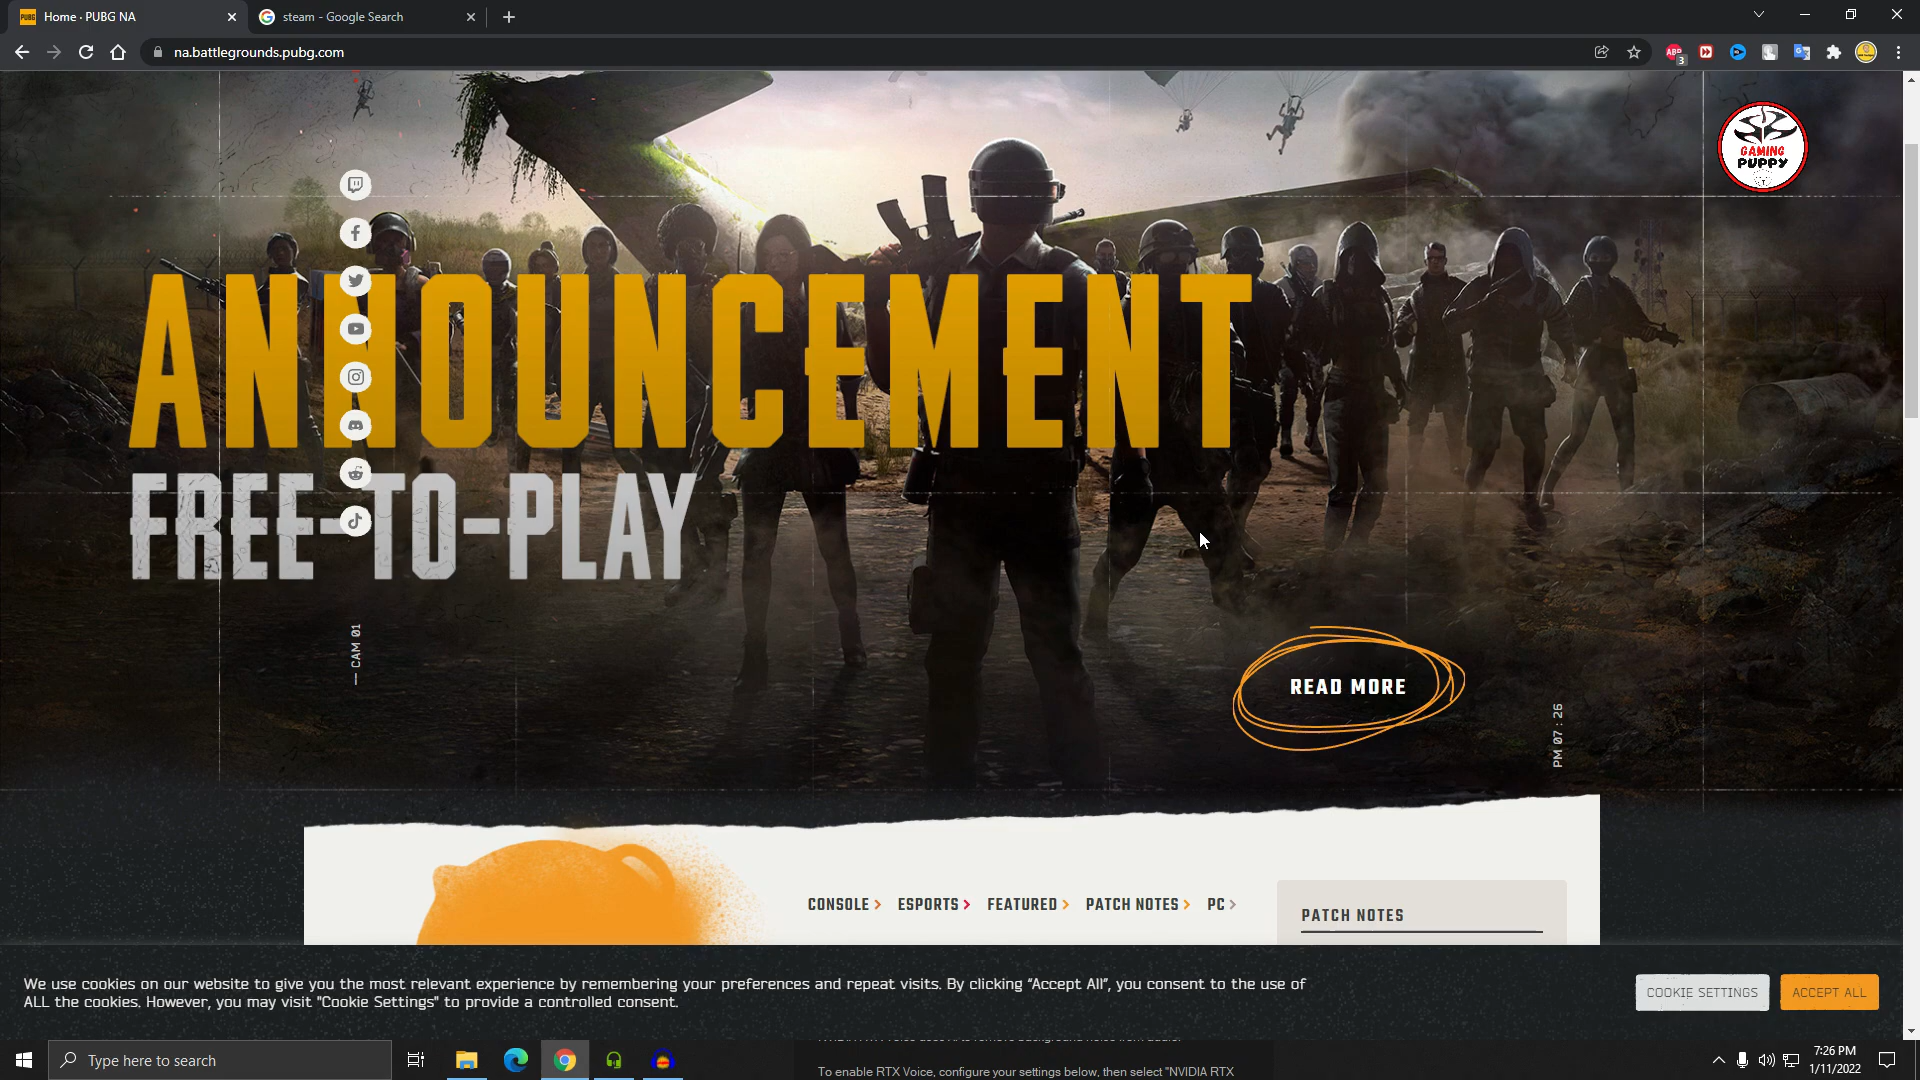 Home · PUBG NA
steam - Google Search
na.battlegrounds.pubg.com
ABP
3
GAMING
PUPPY
ANNOUNCEMENT
FREE-TO-PLAY
— CAM 01
READ MORE
PM 07 : 26
CONSOLE
ESPORTS
FEATURED
PATCH NOTES
PC
PATCH NOTES
We use cookies on our website to give you the most relevant experience by remembering your preferences and repeat visits. By clicking “Accept All”, you consent to the use of
ALL the cookies. However, you may visit "Cookie Settings" to provide a controlled consent.
COOKIE SETTINGS
ACCEPT ALL
Type here to search
To enable RTX Voice, configure your settings below, then select "NVIDIA RTX
7:26 PM
1/11/2022